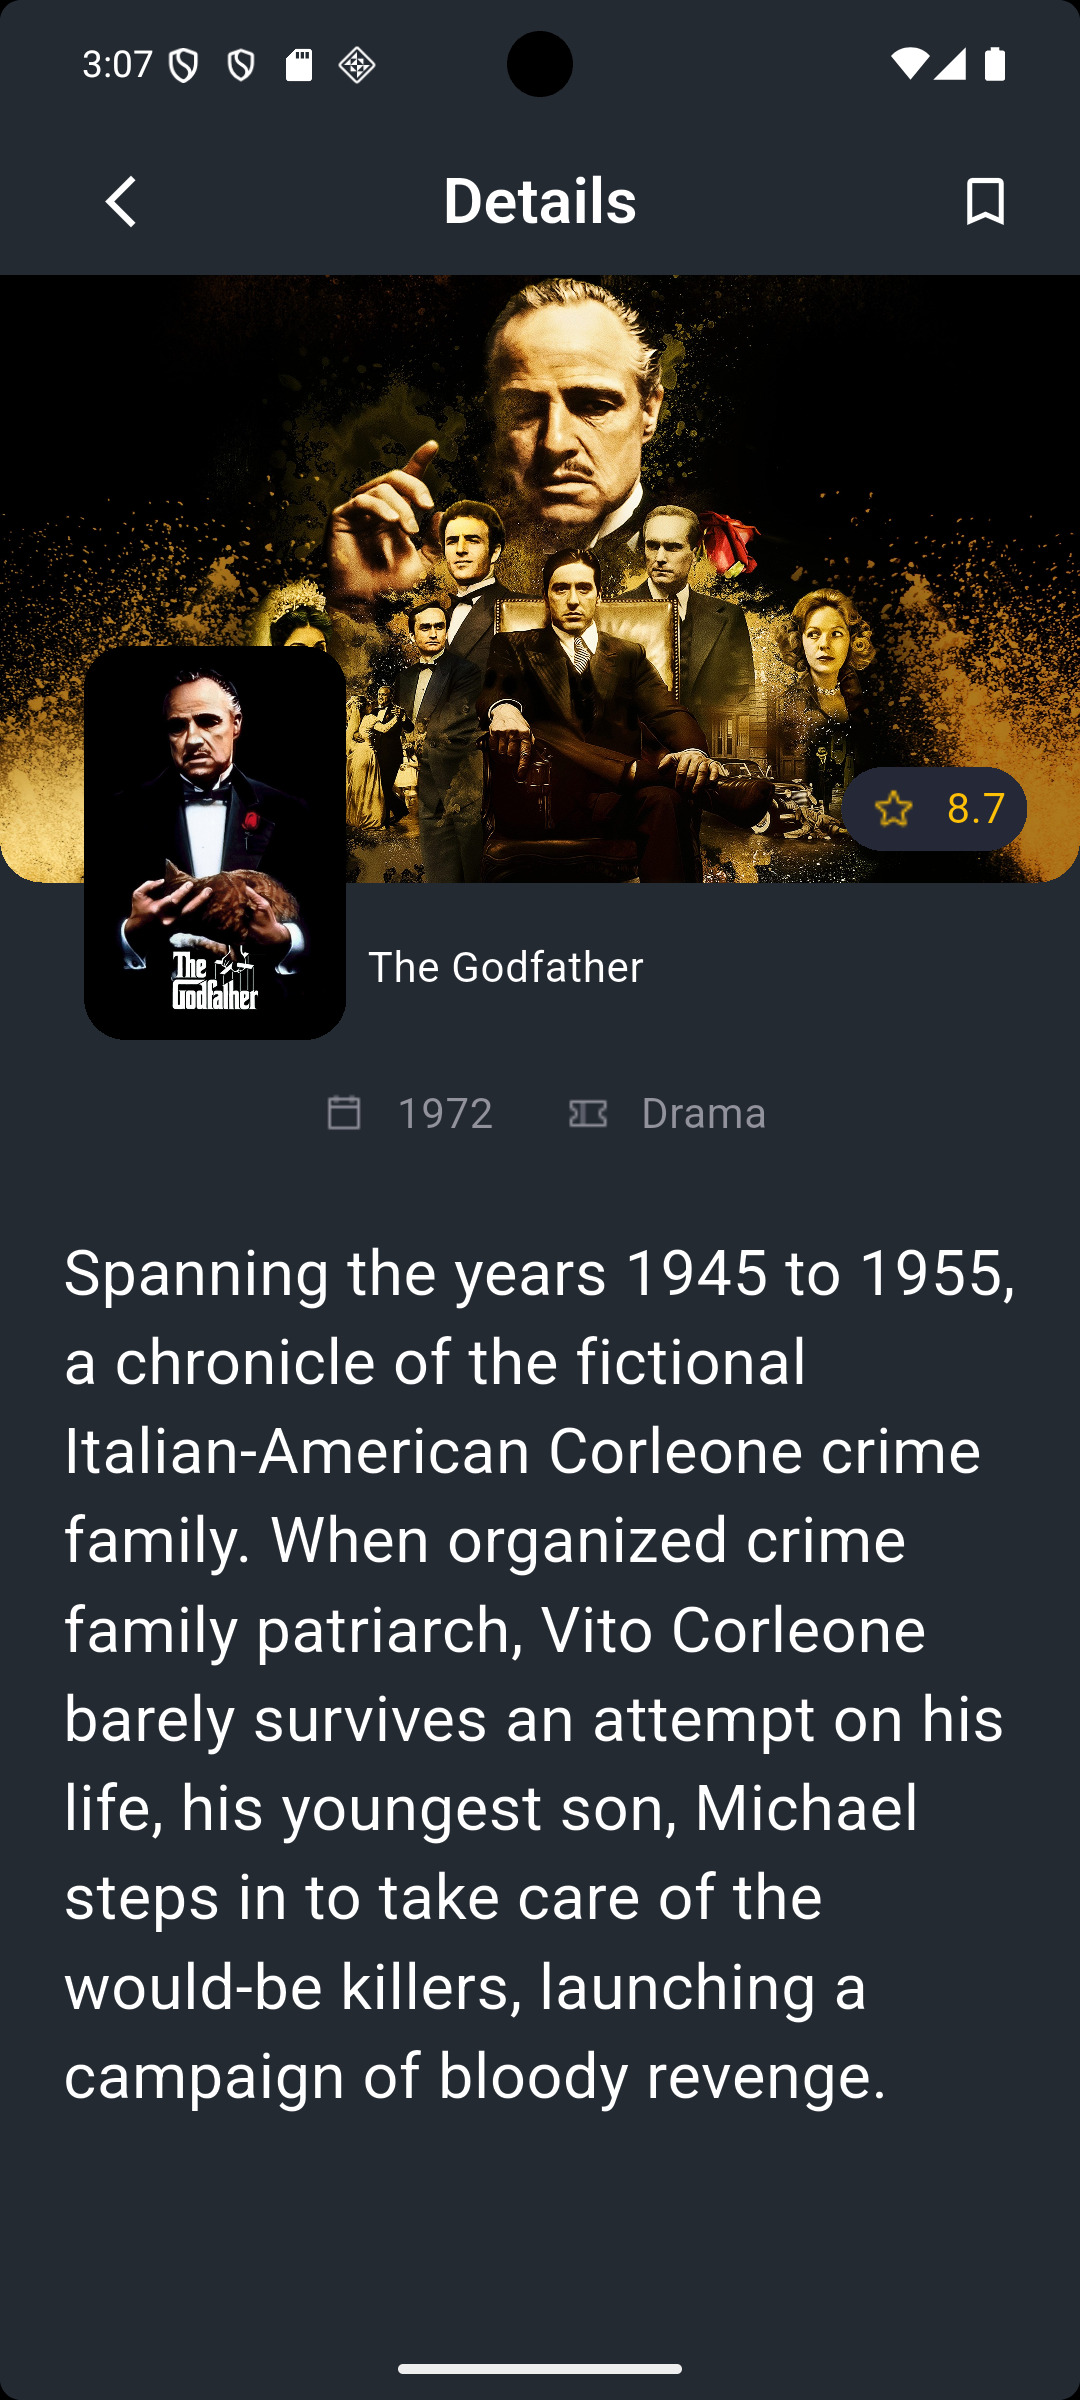 3:07
Details
8.7
The
Godfather
The Godfather
1972
Drama
Spanning the years 1945 to 1955,
a chronicle of the fictional
Italian-American Corleone crime
family. When organized crime
family patriarch, Vito Corleone
barely survives an attempt on his
life, his youngest son, Michael
steps in to take care of the
would-be killers, launching a
campaign of bloody revenge.